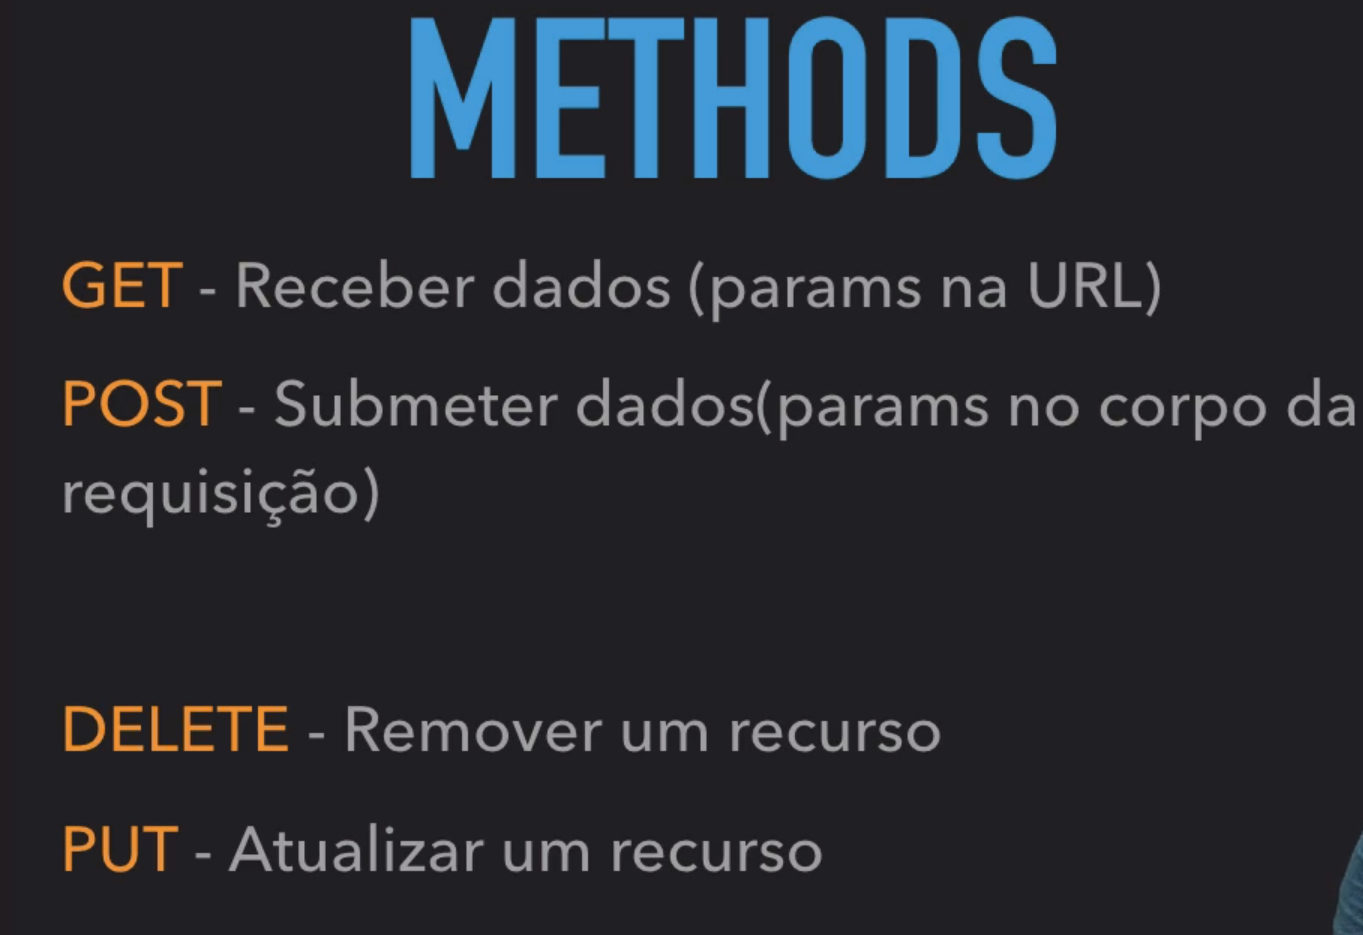 METHODS
GET - Receber dados (params na URL)
POST - Submeter dados(params no corpo da
requisição)
DELETE - Remover um recurso
PUT - Atualizar um recurso